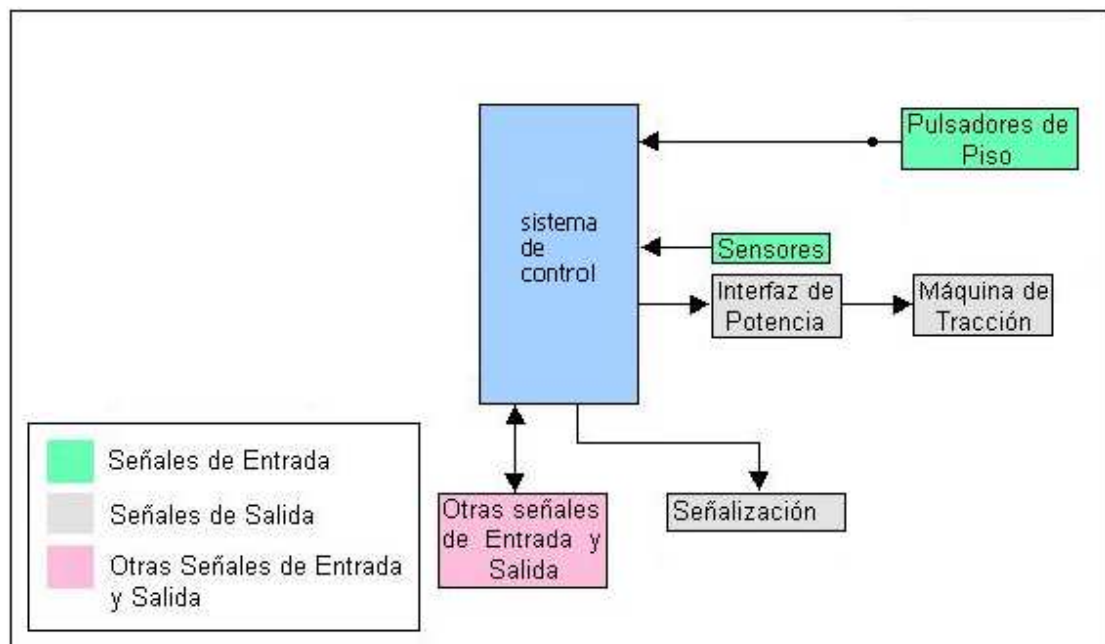 Pulsadores de
Piso
sistema
de
control
Sensores
Interfaz de
Potencia
Máquina de
Tracción
Señales de Entrada
Señales de Salida
Otras Señales de Entrada
y Salida
Otras señales
de Entrada y
Salida
Señalización